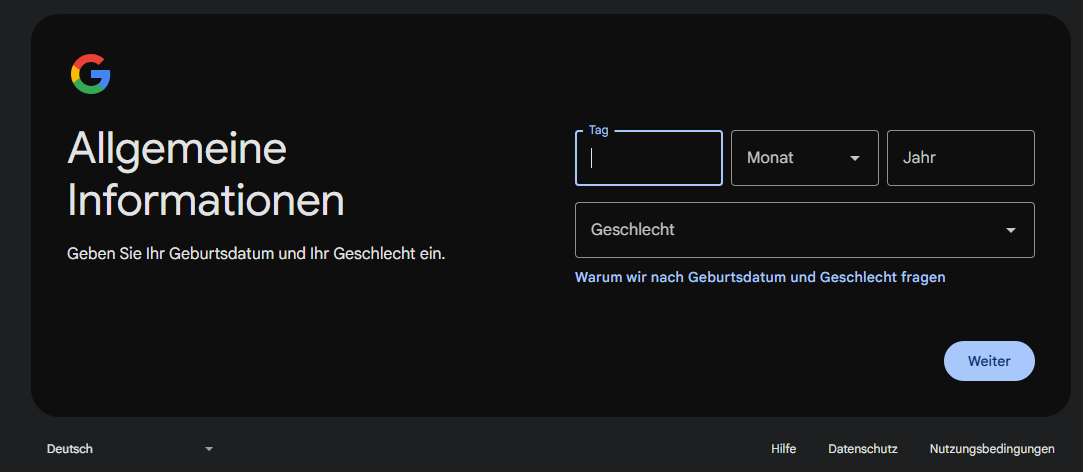 Allgemeine
Informationen
Geben Sie Ihr Geburtsdatum und Ihr Geschlecht ein.
Tag
Monat
Jahr
Geschlecht
Warum wir nach Geburtsdatum und Geschlecht fragen
Weiter
Deutsch
Hilfe
Datenschutz
Nutzungsbedingungen